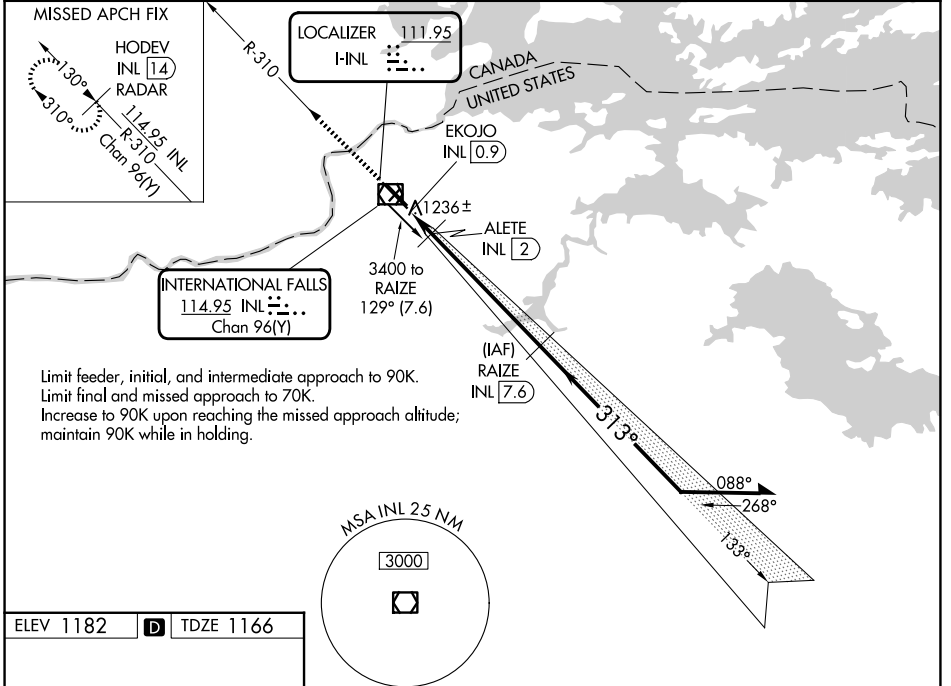 MISSED APCH FIX
HODEV
INL 14
RADAR
130°
310°
114.95 INL
R-310
Chan 96(Y)
R-310
LOCALIZER 111.95
I-INL
CANADA
UNITED STATES
EKOJO
INL 0.9
1236±
ALETE
INL 2
3400 to
RAIZE
129° (7.6)
INTERNATIONAL FALLS
114.95 INL
Chan 96(Y)
(IAF)
RAIZE
INL 7.6
Limit feeder, initial, and intermediate approach to 90K.
Limit final and missed approach to 70K.
Increase to 90K upon reaching the missed approach altitude;
maintain 90K while in holding.
313°
088°
268°
133°
MSA INL 25 NM
3000
ELEV 1182 D TDZE 1166